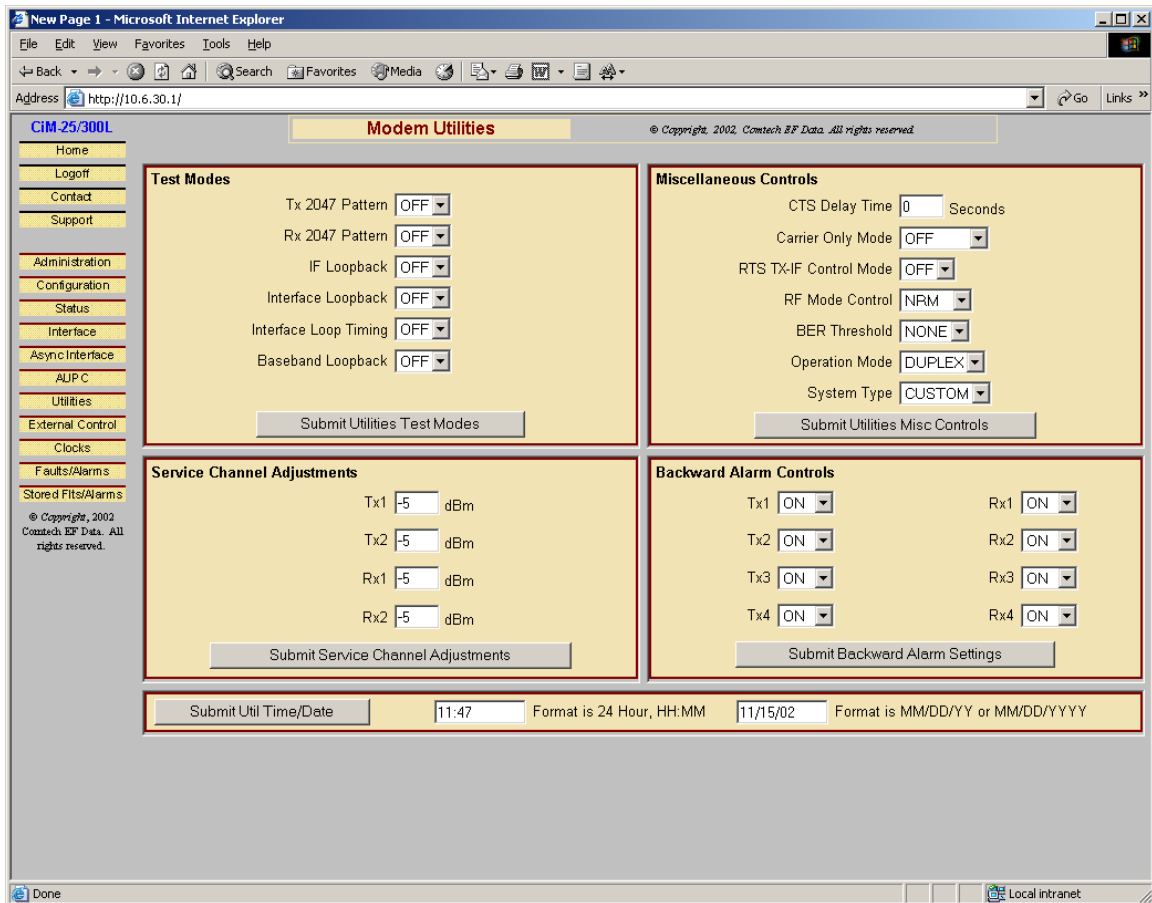 New Page 1 - Microsoft Internet Explorer
File Edit View Favorites Tools Help
Back Search Favorites Media
Address http://10.6.30.1/ Go Links »
CiM-25/300L
Home
Logoff
Contact
Support
Administration
Configuration
Status
Interface
Async Interface
AUPC
Utilities
External Control
Clocks
Faults/Alarms
Stored Flts/Alarms
© Copyright, 2002
Comtech EF Data. All
rights reserved.
Modem Utilities
© Copyright, 2002, Comtech EF Data. All rights reserved.
Test Modes
Tx 2047 Pattern OFF
Rx 2047 Pattern OFF
IF Loopback OFF
Interface Loopback OFF
Interface Loop Timing OFF
Baseband Loopback OFF
Submit Utilities Test Modes
Miscellaneous Controls
CTS Delay Time 0 Seconds
Carrier Only Mode OFF
RTS TX-IF Control Mode OFF
RF Mode Control NRM
BER Threshold NONE
Operation Mode DUPLEX
System Type CUSTOM
Submit Utilities Misc Controls
Service Channel Adjustments
Tx1 -5 dBm
Tx2 -5 dBm
Rx1 -5 dBm
Rx2 -5 dBm
Submit Service Channel Adjustments
Backward Alarm Controls
Tx1 ON Rx1 ON
Tx2 ON Rx2 ON
Tx3 ON Rx3 ON
Tx4 ON Rx4 ON
Submit Backward Alarm Settings
Submit Util Time/Date 11:47 Format is 24 Hour, HH:MM 11/15/02 Format is MM/DD/YY or MM/DD/YYYY
Done Local intranet